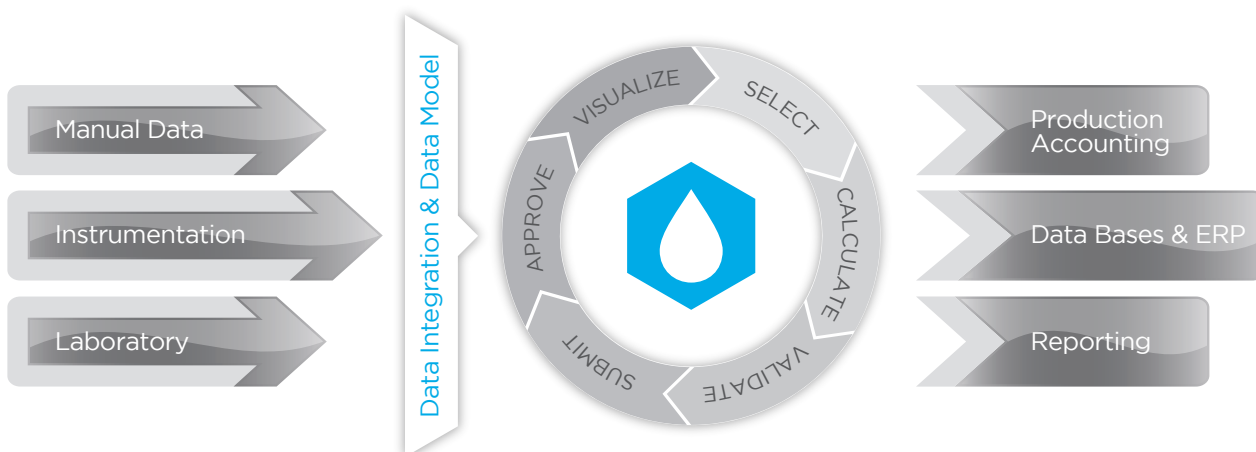 Manual Data
Instrumentation
Laboratory
Data Integration & Data Model
VISUALIZE
SELECT
CALCULATE
VALIDATE
SUBMIT
APPROVE
Production
Accounting
Data Bases & ERP
Reporting